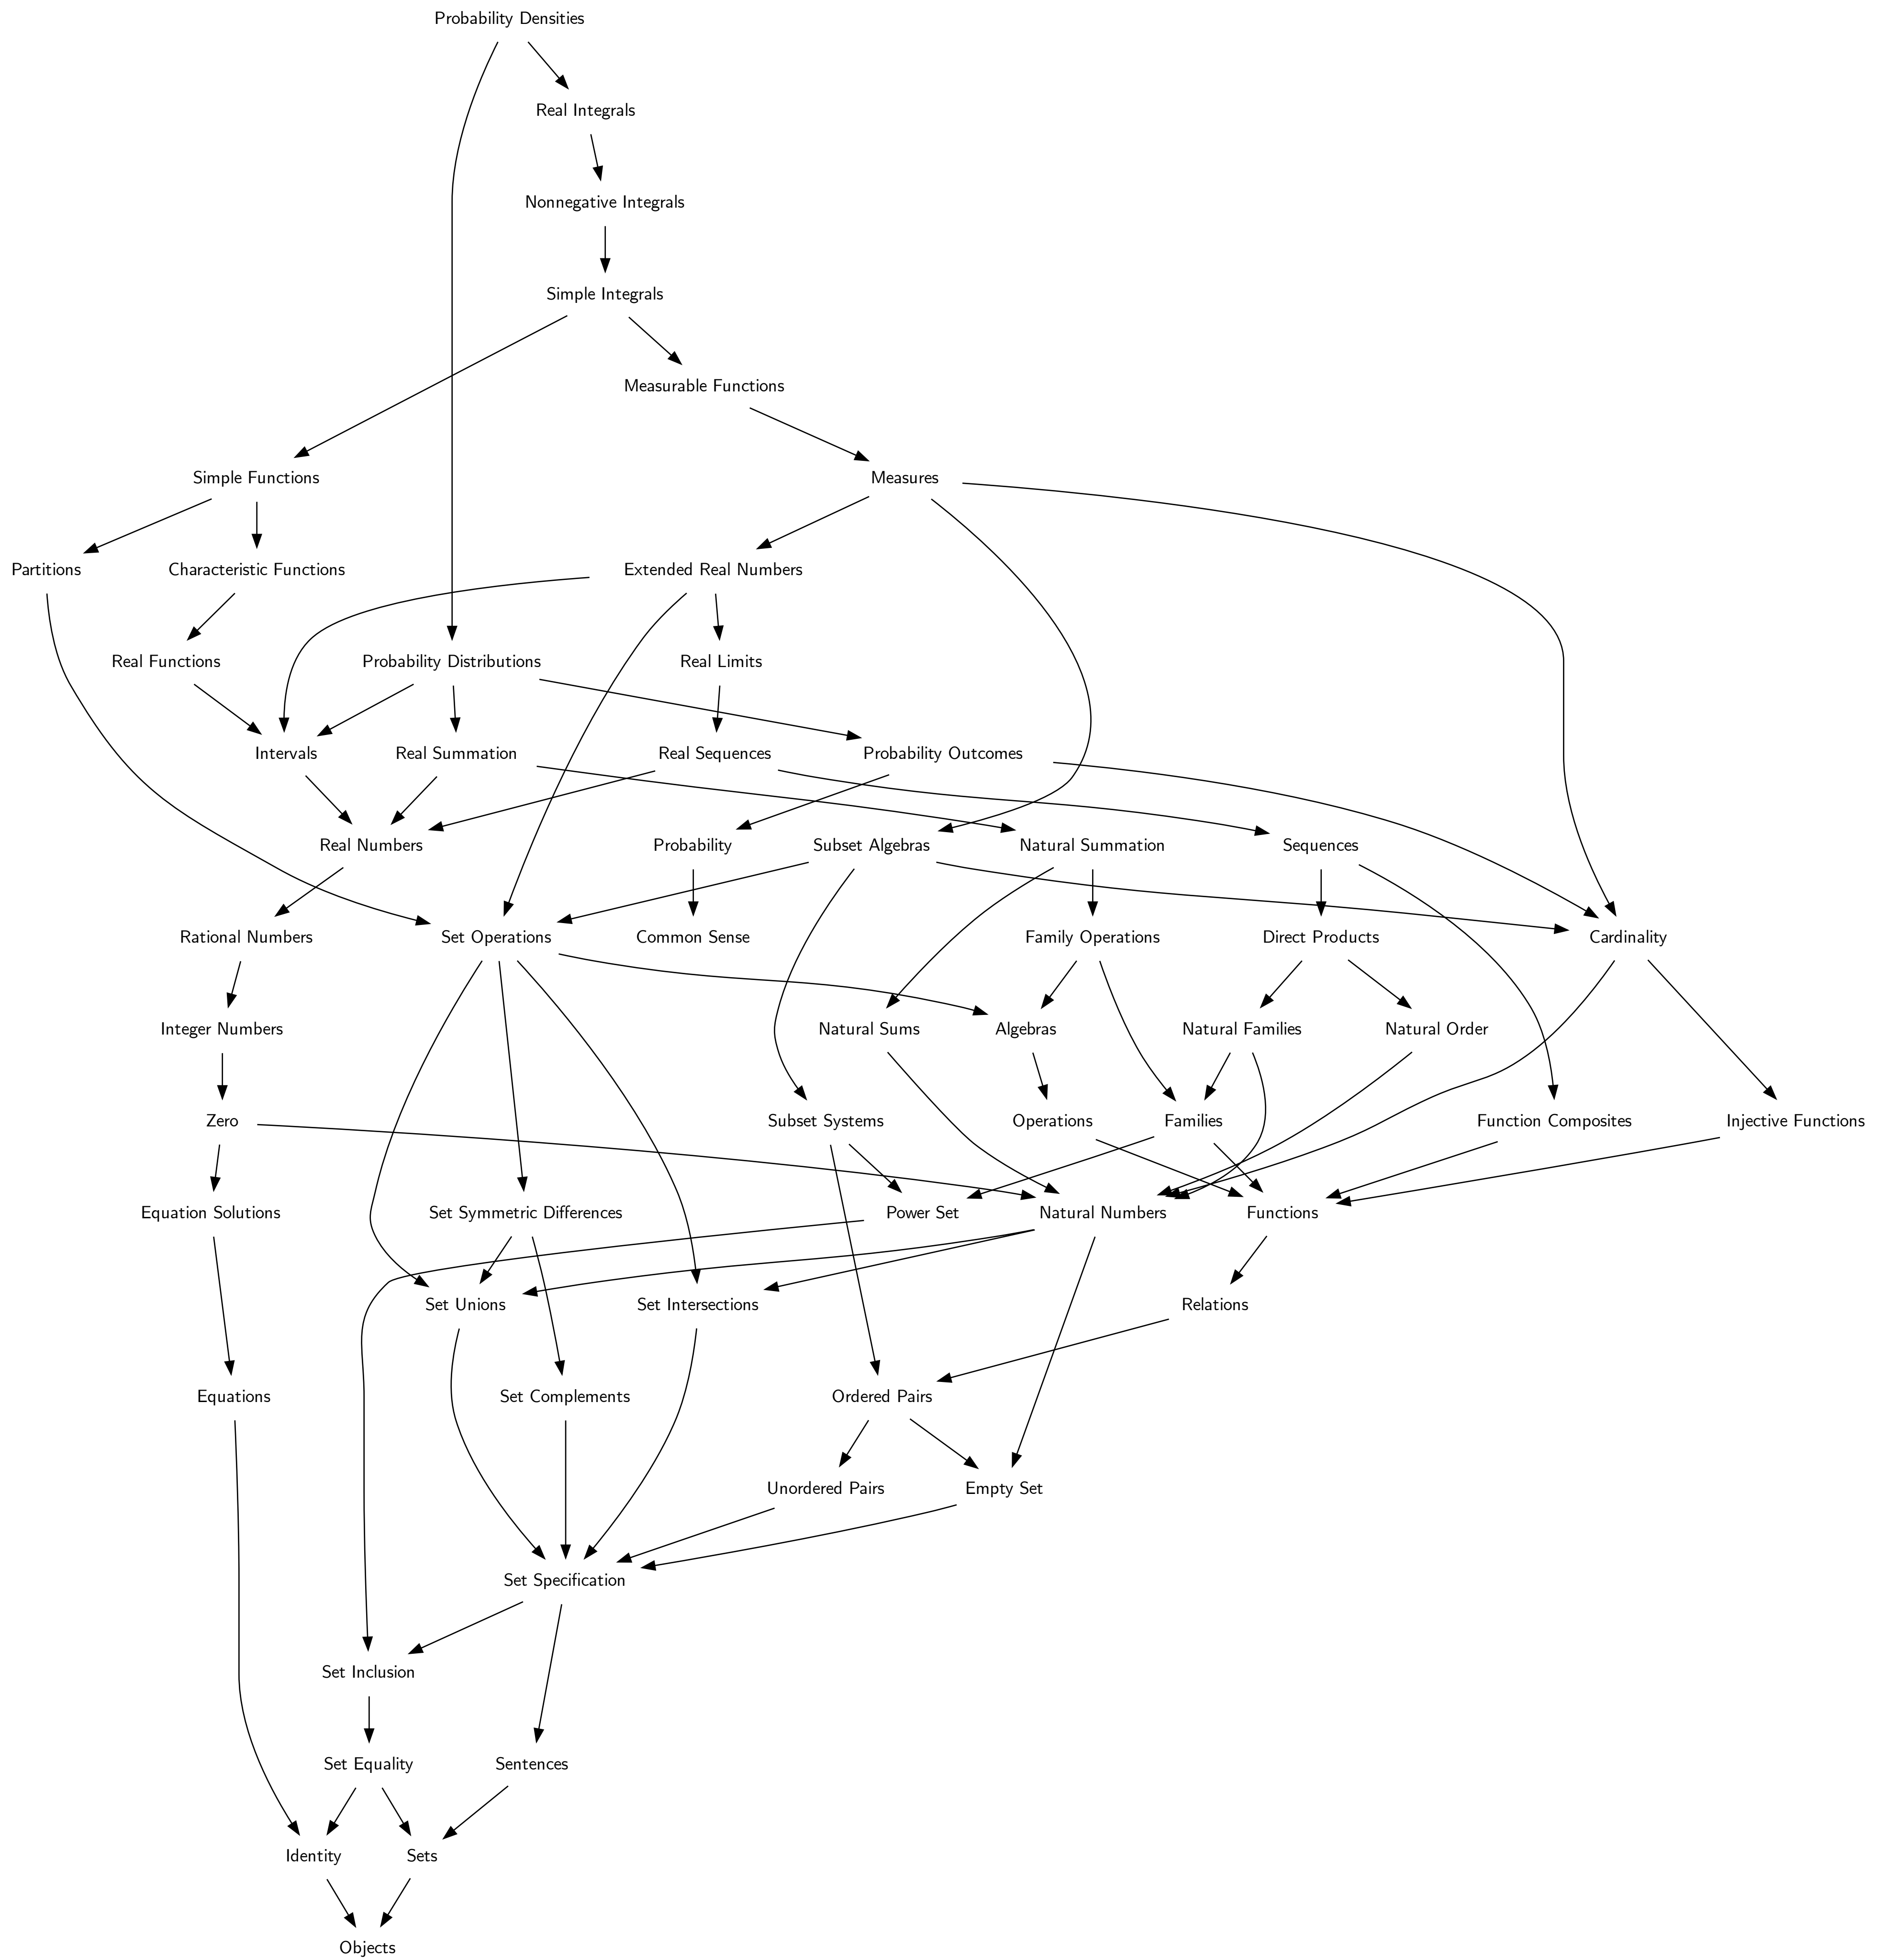 Probability Densities
Real Integrals
Nonnegative Integrals
Simple Integrals
Measurable Functions
Simple Functions
Measures
Partitions
Characteristic Functions
Extended Real Numbers
Real Functions
Probability Distributions
Real Limits
Intervals
Real Summation
Real Sequences
Probability Outcomes
Real Numbers
Probability
Subset Algebras
Natural Summation
Sequences
Rational Numbers
Set Operations
Common Sense
Family Operations
Direct Products
Cardinality
Integer Numbers
Natural Sums
Algebras
Natural Families
Natural Order
Zero
Subset Systems
Operations
Families
Function Composites
Injective Functions
Equation Solutions
Set Symmetric Differences
Power Set
Natural Numbers
Functions
Set Unions
Set Intersections
Relations
Equations
Set Complements
Ordered Pairs
Unordered Pairs
Empty Set
Set Specification
Set Inclusion
Set Equality
Sentences
Identity
Sets
Objects